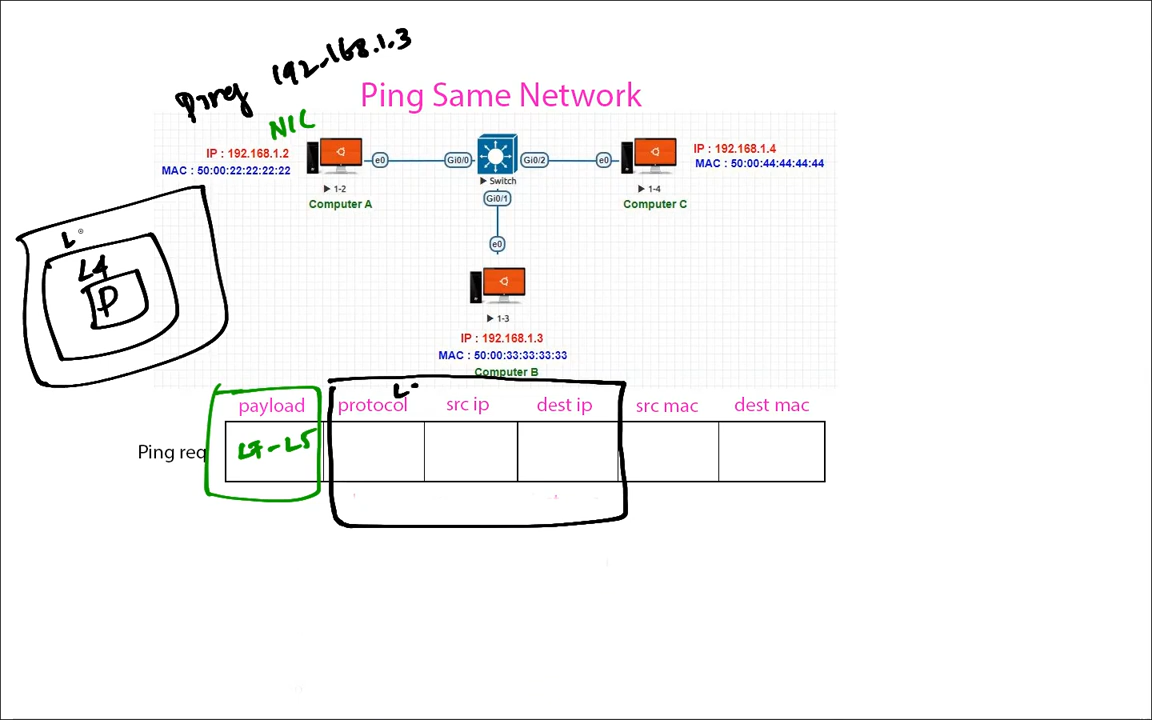 Ping 192.168.1.3
Ping Same Network
NIC
IP : 192.168.1.2
MAC : 50:00:22:22:22:22
e0
Gi0/0
Gi0/2
e0
IP : 192.168.1.4
MAC : 50:00:44:44:44:44
1-2
Computer A
Switch
Gi0/1
1-4
Computer C
e0
L
L4
P
1-3
IP : 192.168.1.3
MAC : 50:00:33:33:33:33
Computer B
L
payload protocol src ip dest ip src mac dest mac
Ping req L7-L5